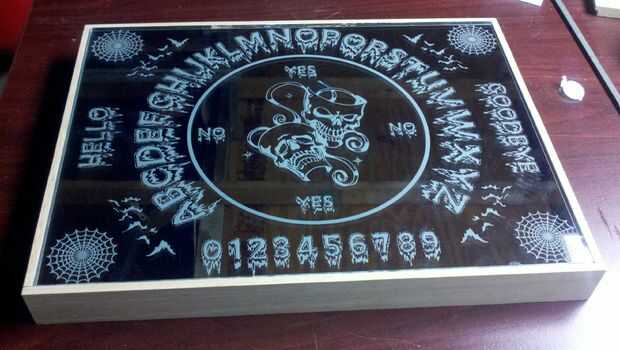 ABCDEFGHIJKLMNOPQRSTUVWXYZ
YES
HELLO
NO
NO
GOODBYE
YES
0123456789